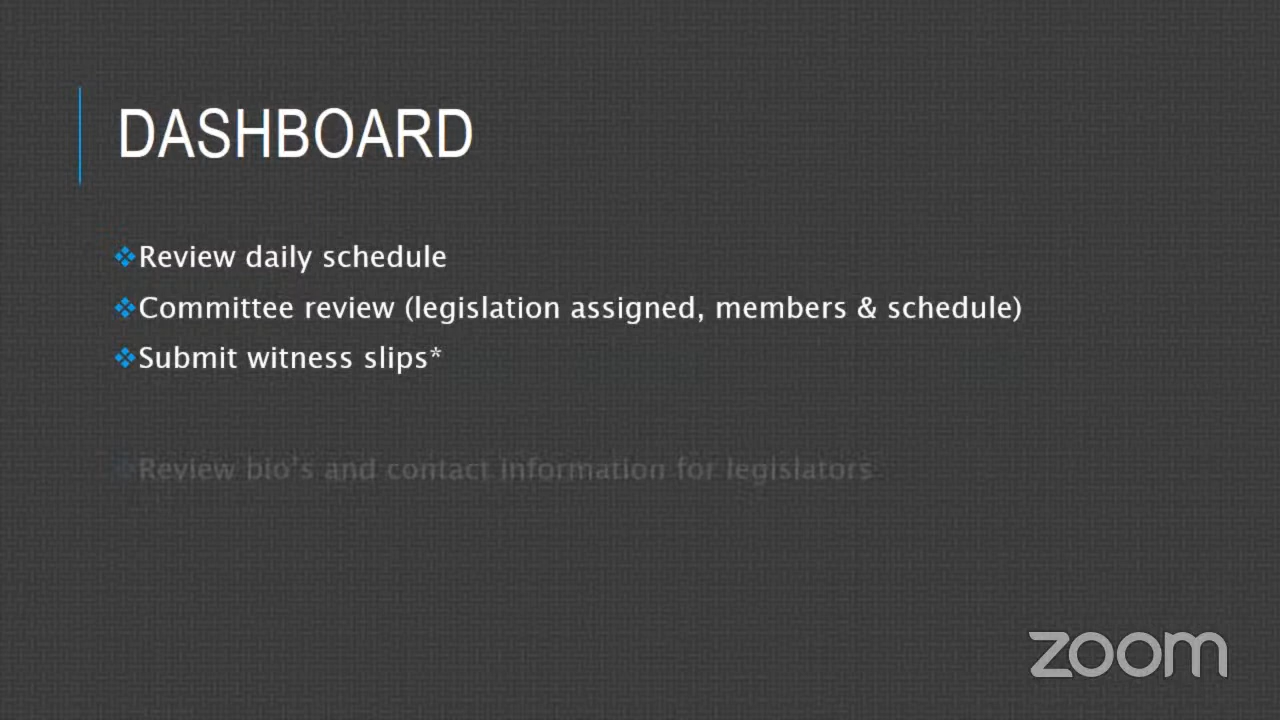 DASHBOARD
❖Review daily schedule
❖Committee review (legislation assigned, members & schedule)
❖Submit witness slips*
❖Review bio's and contact information for legislators
zoom